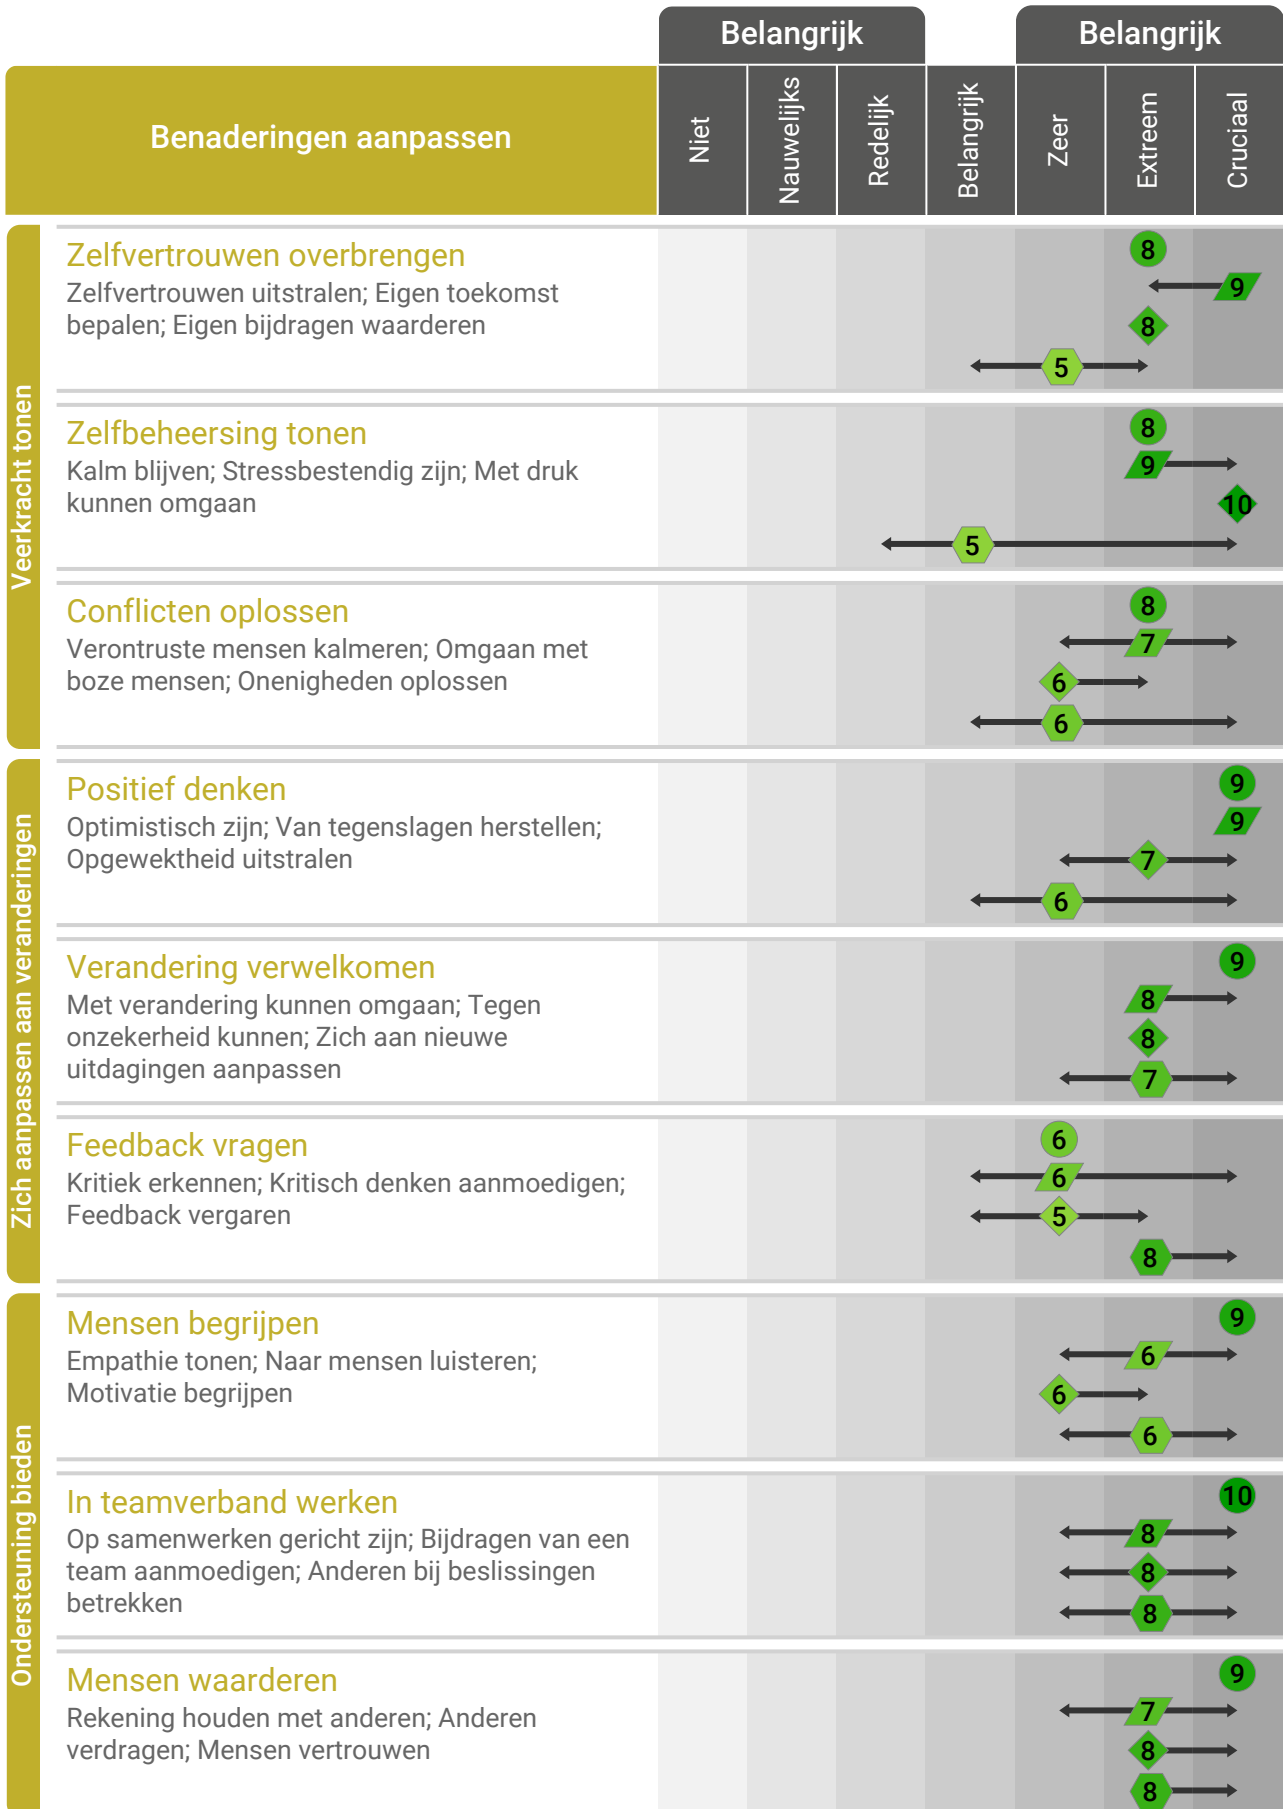 Belangrijk
Belangrijk
Benaderingen aanpassen
Niet
Nauwelijks
Redelijk
Belangrijk
Zeer
Extreem
Cruciaal
Veerkracht tonen
Zelfvertrouwen overbrengen
Zelfvertrouwen uitstralen; Eigen toekomst
bepalen; Eigen bijdragen waarderen
8
9
8
5
Zelfbeheersing tonen
Kalm blijven; Stressbestendig zijn; Met druk
kunnen omgaan
8
9
10
5
Conflicten oplossen
Verontruste mensen kalmeren; Omgaan met
boze mensen; Onenigheden oplossen
8
7
6
6
Zich aanpassen aan veranderingen
Positief denken
Optimistisch zijn; Van tegenslagen herstellen;
Opgewektheid uitstralen
9
9
7
6
Verandering verwelkomen
Met verandering kunnen omgaan; Tegen
onzekerheid kunnen; Zich aan nieuwe
uitdagingen aanpassen
9
8
8
7
Feedback vragen
Kritiek erkennen; Kritisch denken aanmoedigen;
Feedback vergaren
6
6
5
8
Ondersteuning bieden
Mensen begrijpen
Empathie tonen; Naar mensen luisteren;
Motivatie begrijpen
9
6
6
6
In teamverband werken
Op samenwerken gericht zijn; Bijdragen van een
team aanmoedigen; Anderen bij beslissingen
betrekken
10
8
8
8
Mensen waarderen
Rekening houden met anderen; Anderen
verdragen; Mensen vertrouwen
9
7
8
8